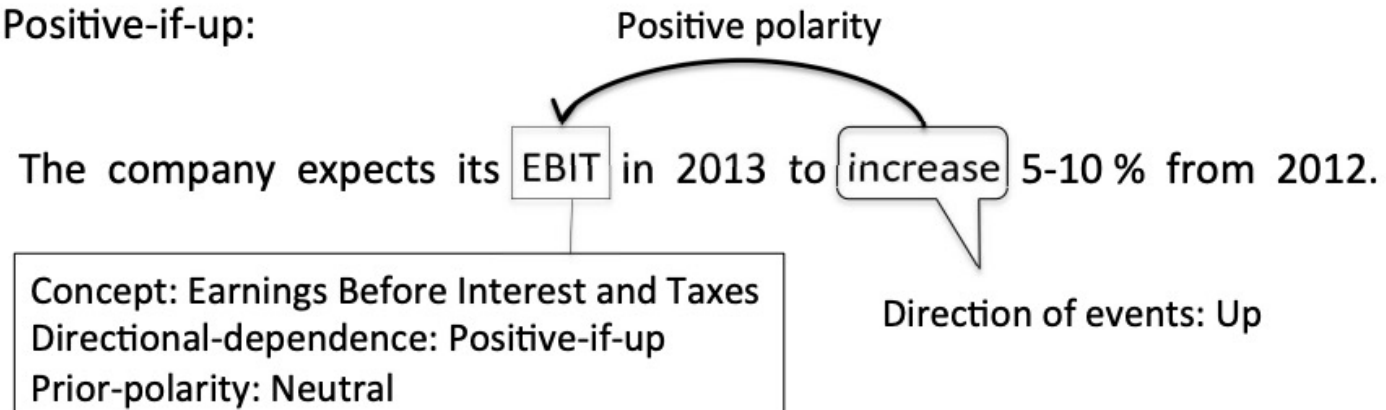 Positive-if-up:
Positive polarity
The company expects its EBIT in 2013 to increase 5-10 % from 2012.
Concept: Earnings Before Interest and Taxes
Directional-dependence: Positive-if-up
Prior-polarity: Neutral
Direction of events: Up